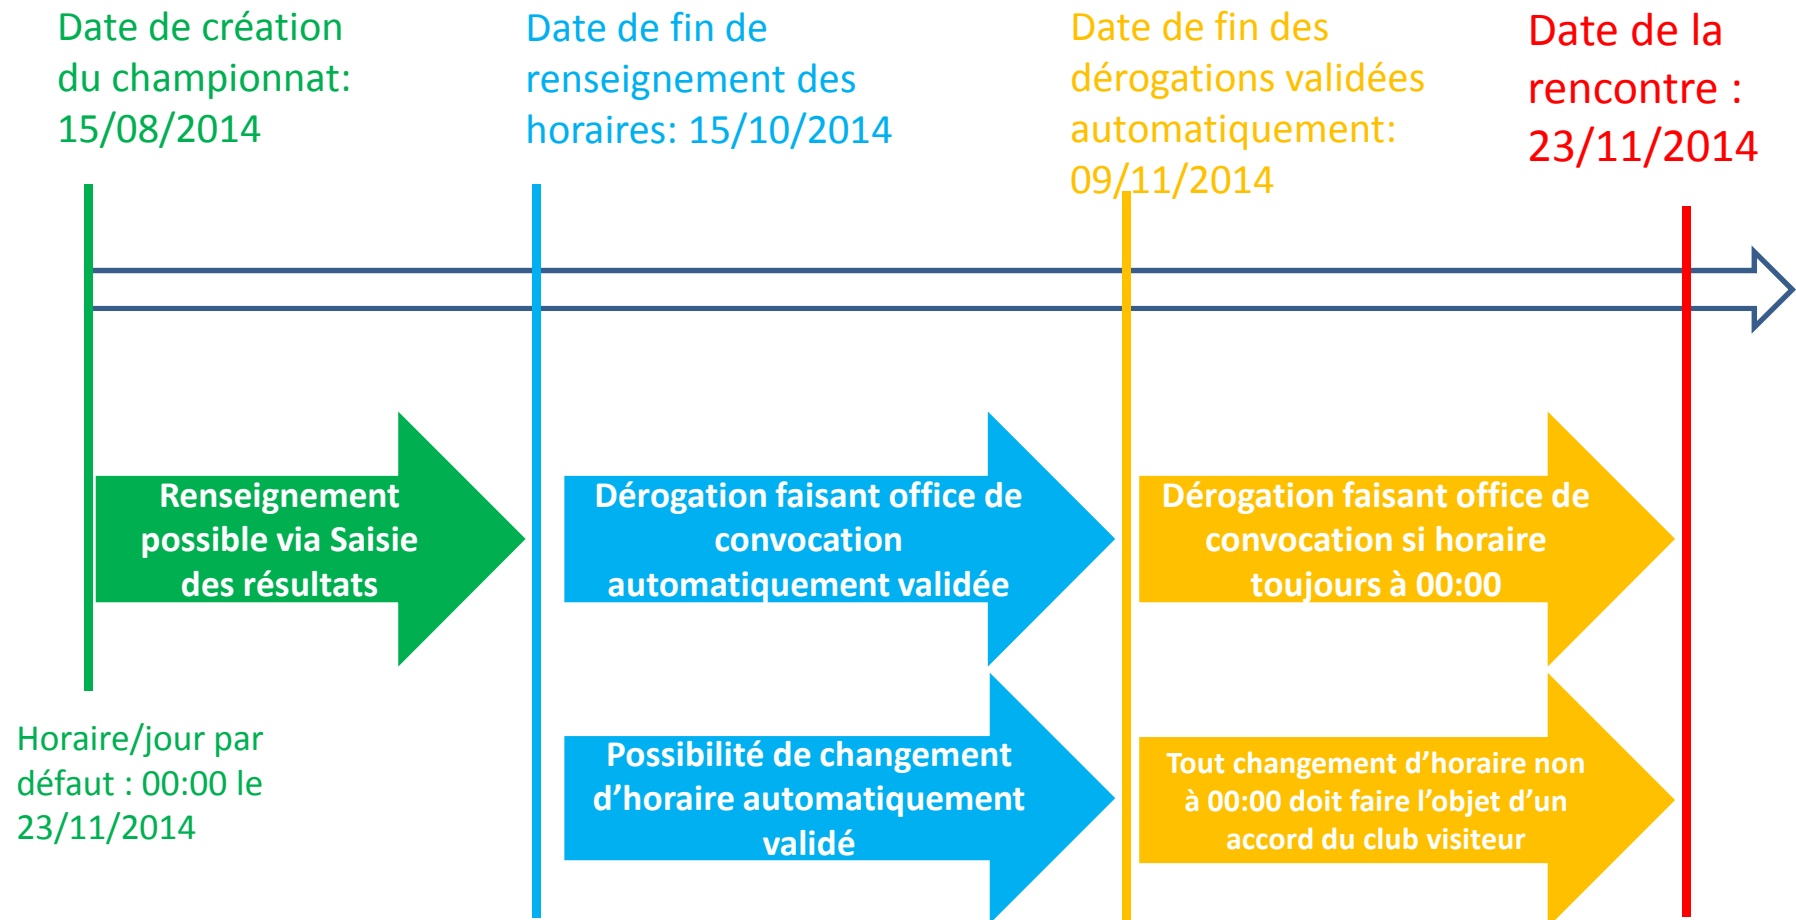 Date de création
du championnat:
15/08/2014
Date de fin de
renseignement des
horaires: 15/10/2014
Date de fin des
dérogations validées
automatiquement:
09/11/2014
Date de la
rencontre :
23/11/2014
Renseignement
possible via Saisie
des résultats
Dérogation faisant office de
convocation
automatiquement validée
Dérogation faisant office de
convocation si horaire
toujours à 00:00
Horaire/jour par
défaut : 00:00 le
23/11/2014
Possibilité de changement
d’horaire automatiquement
validé
Tout changement d’horaire non
à 00:00 doit faire l’objet d’un
accord du club visiteur